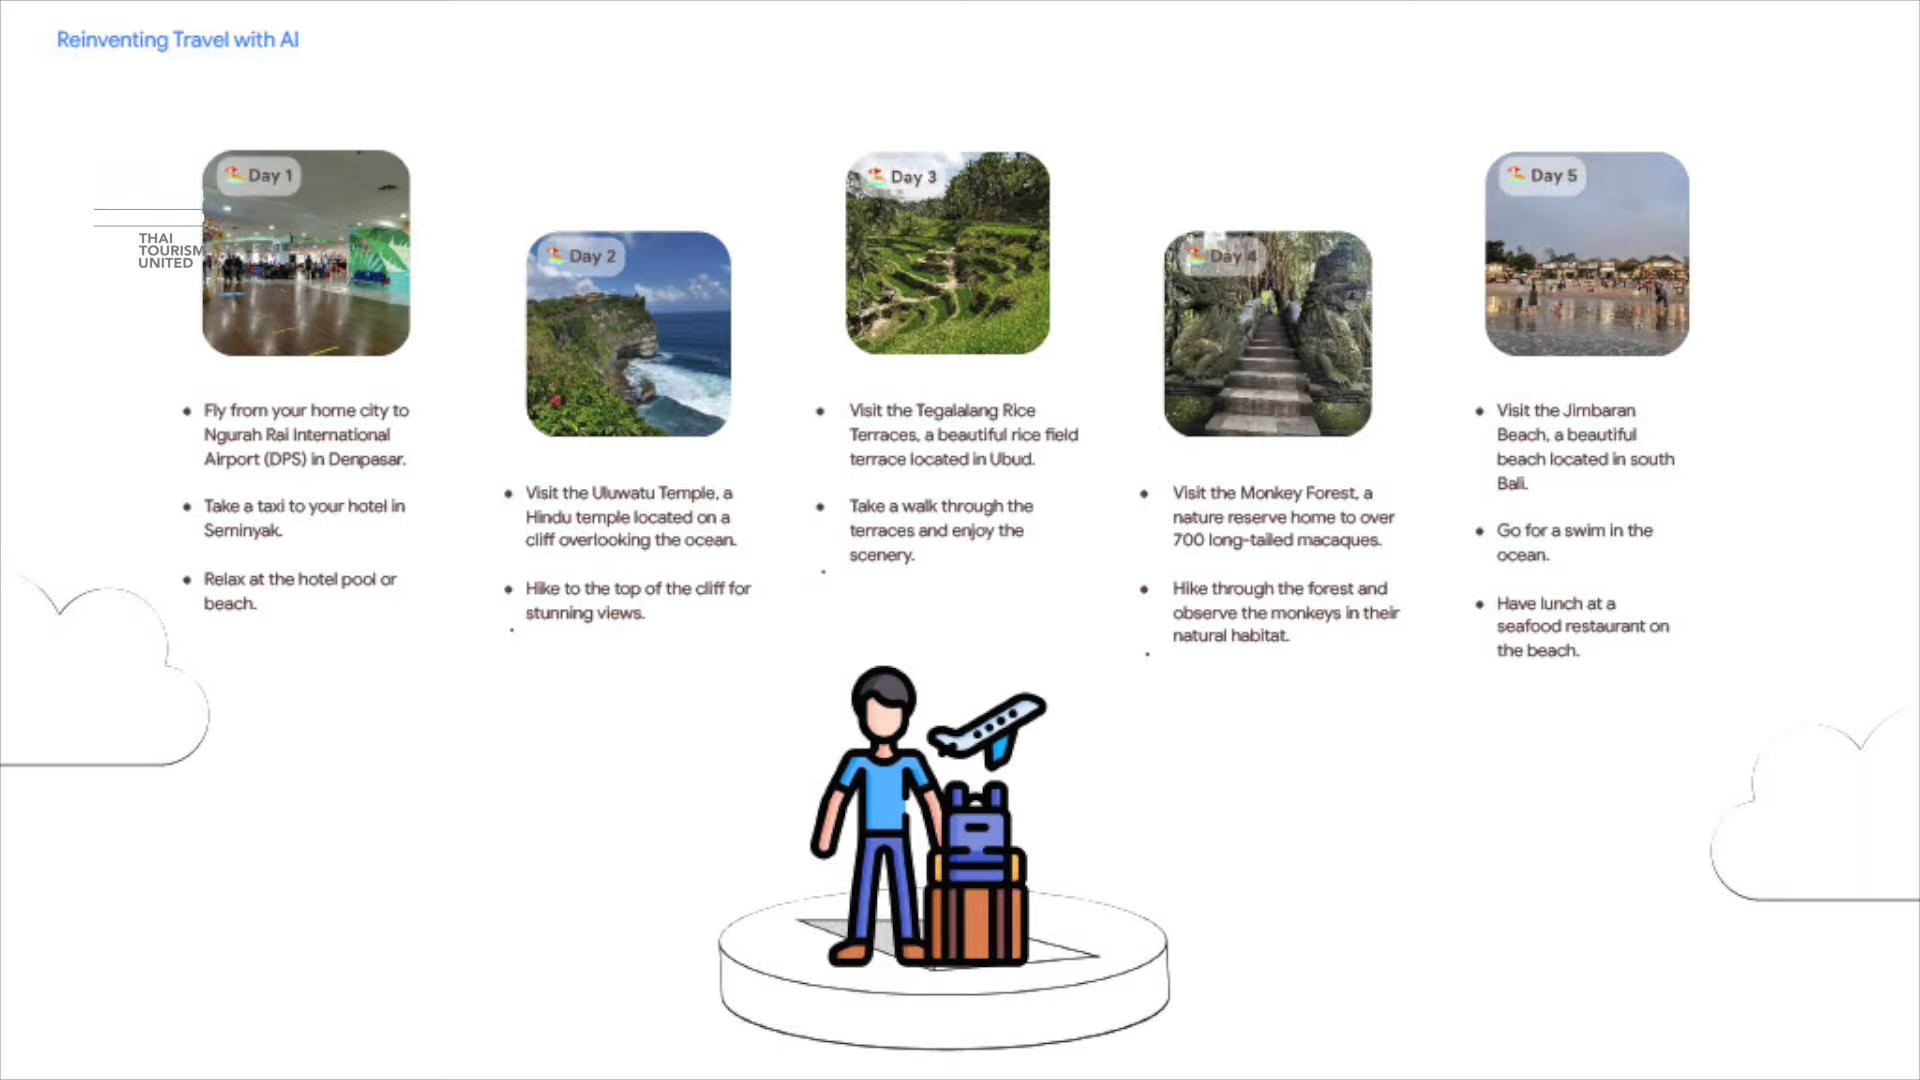 Reinventing Travel with AI
THAI
TOURISM
UNITED
Day 1
Fly from your home city to
Ngurah Rai International
Airport (DPS) in Denpasar.
Take a taxi to your hotel in
Seminyak.
Relax at the hotel pool or
beach.
Day 2
Visit the Uluwatu Temple, a
Hindu temple located on a
cliff overlooking the ocean.
Hike to the top of the cliff for
stunning views.
Day 3
Visit the Tegalalang Rice
Terraces, a beautiful rice field
terrace located in Ubud.
Take a walk through the
terraces and enjoy the
scenery.
Day 4
Visit the Monkey Forest, a
nature reserve home to over
700 long-tailed macaques.
Hike through the forest and
observe the monkeys in their
natural habitat.
Day 5
Visit the Jimbaran
Beach, a beautiful
beach located in south
Bali.
Go for a swim in the
ocean.
Have lunch at a
seafood restaurant on
the beach.